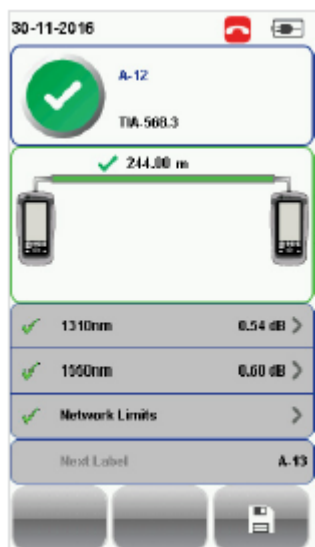 30-11-2016
A-12
TIA-568.3
244.00 m
1310nm 0.54 dB
1550nm 0.60 dB
Network Limits
Next Label A-13